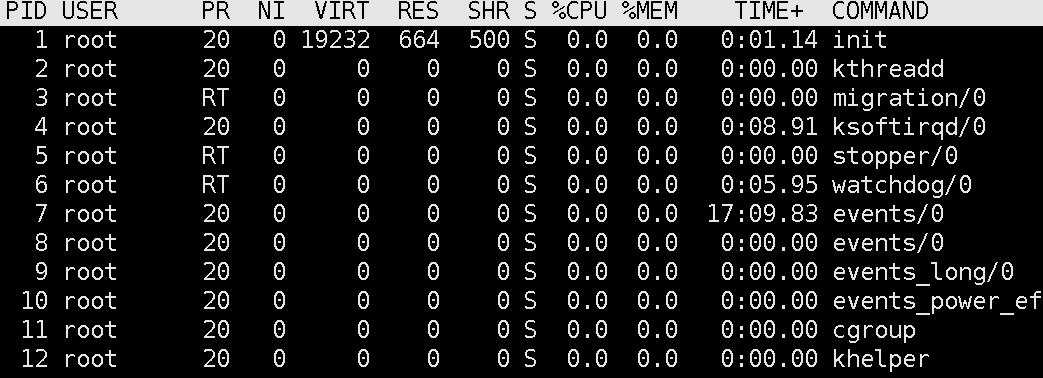 PID USER PR NI VIRT RES SHR S %CPU %MEM TIME+ COMMAND
1 root 20 0 19232 664 500 S 0.0 0.0 0:01.14 init
2 root 20 0 0 0 0 S 0.0 0.0 0:00.00 kthreadd
3 root RT 0 0 0 0 S 0.0 0.0 0:00.00 migration/0
4 root 20 0 0 0 0 S 0.0 0.0 0:08.91 ksoftirqd/0
5 root RT 0 0 0 0 S 0.0 0.0 0:00.00 stopper/0
6 root RT 0 0 0 0 S 0.0 0.0 0:05.95 watchdog/0
7 root 20 0 0 0 0 S 0.0 0.0 17:09.83 events/0
8 root 20 0 0 0 0 S 0.0 0.0 0:00.00 events/0
9 root 20 0 0 0 0 S 0.0 0.0 0:00.00 events_long/0
10 root 20 0 0 0 0 S 0.0 0.0 0:00.00 events_power_ef
11 root 20 0 0 0 0 S 0.0 0.0 0:00.00 cgroup
12 root 20 0 0 0 0 S 0.0 0.0 0:00.00 khelper